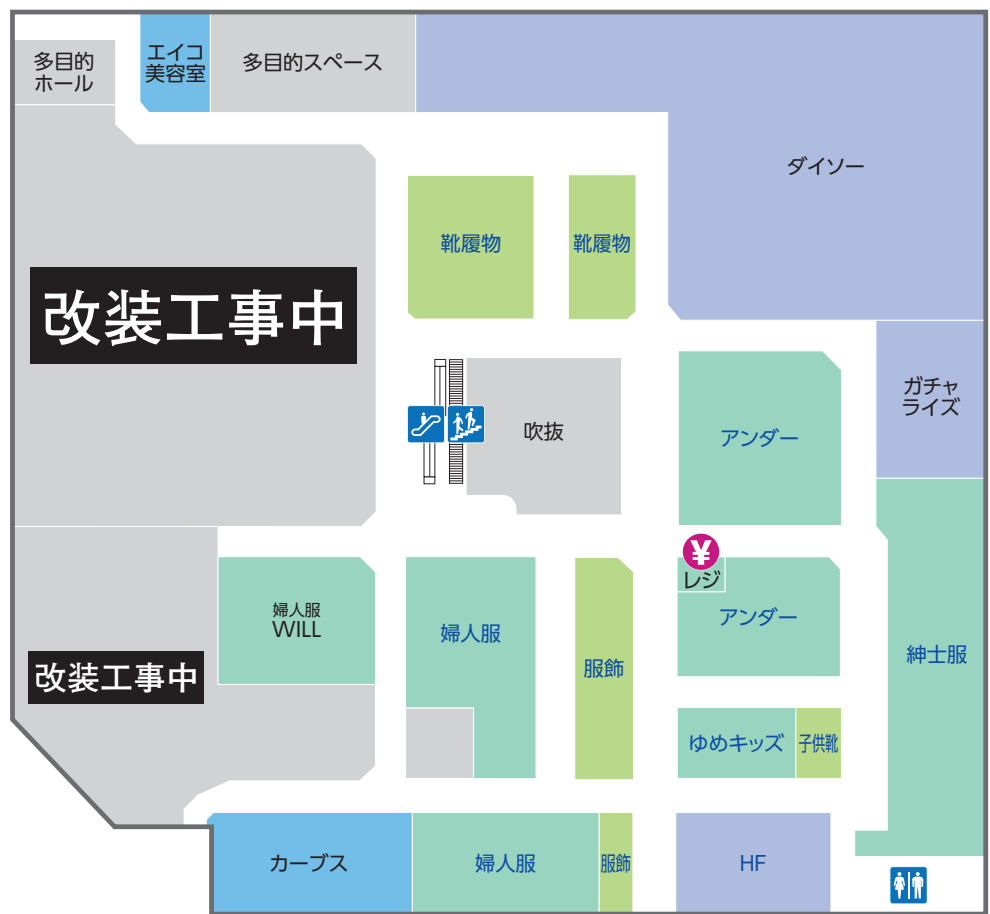 多目的
ホール
エイコ
美容室
多目的スペース
ダイソー
靴履物
靴履物
改装工事中
ガチャ
ライズ
吹抜
アンダー
¥
レジ
アンダー
婦人服
WILL
婦人服
服飾
紳士服
改装工事中
ゆめキッズ
子供靴
カーブス
婦人服
服飾
HF